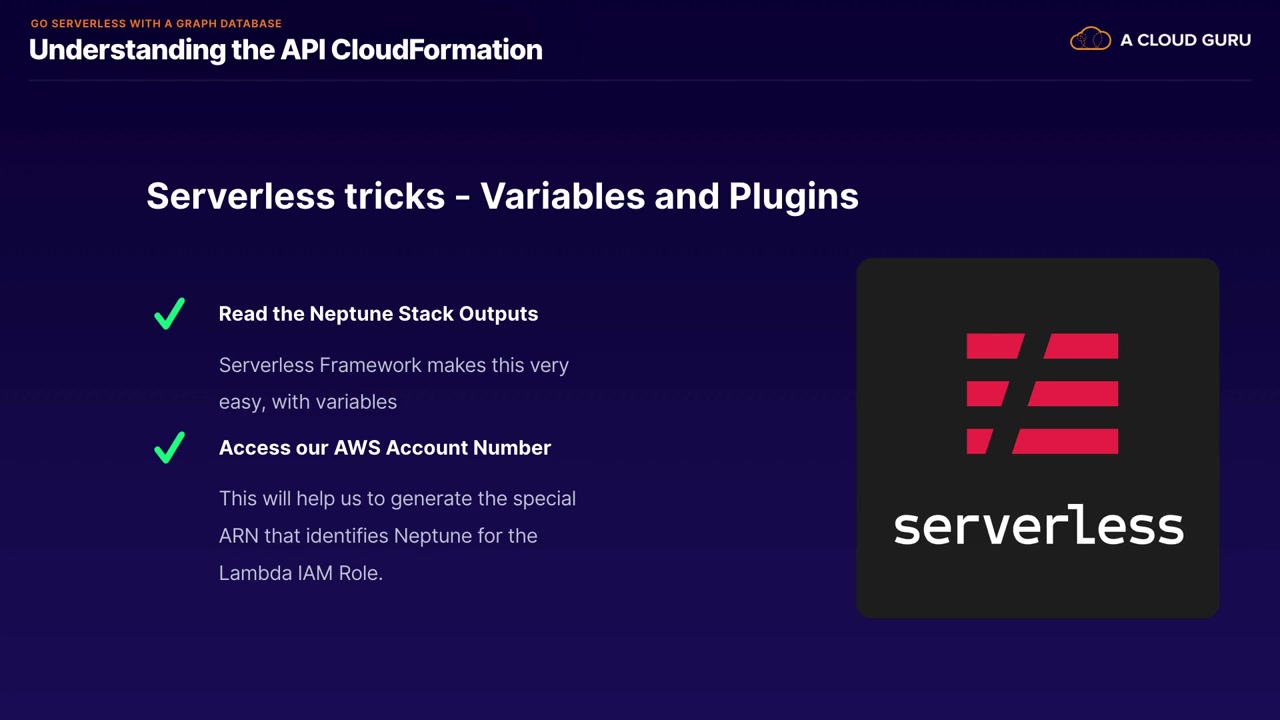 GO SERVERLESS WITH A GRAPH DATABASE
Understanding the API CloudFormation
A CLOUD GURU
Serverless tricks - Variables and Plugins
Read the Neptune Stack Outputs
Serverless Framework makes this very
easy, with variables
Access our AWS Account Number
This will help us to generate the special
ARN that identifies Neptune for the
Lambda IAM Role.
serverless